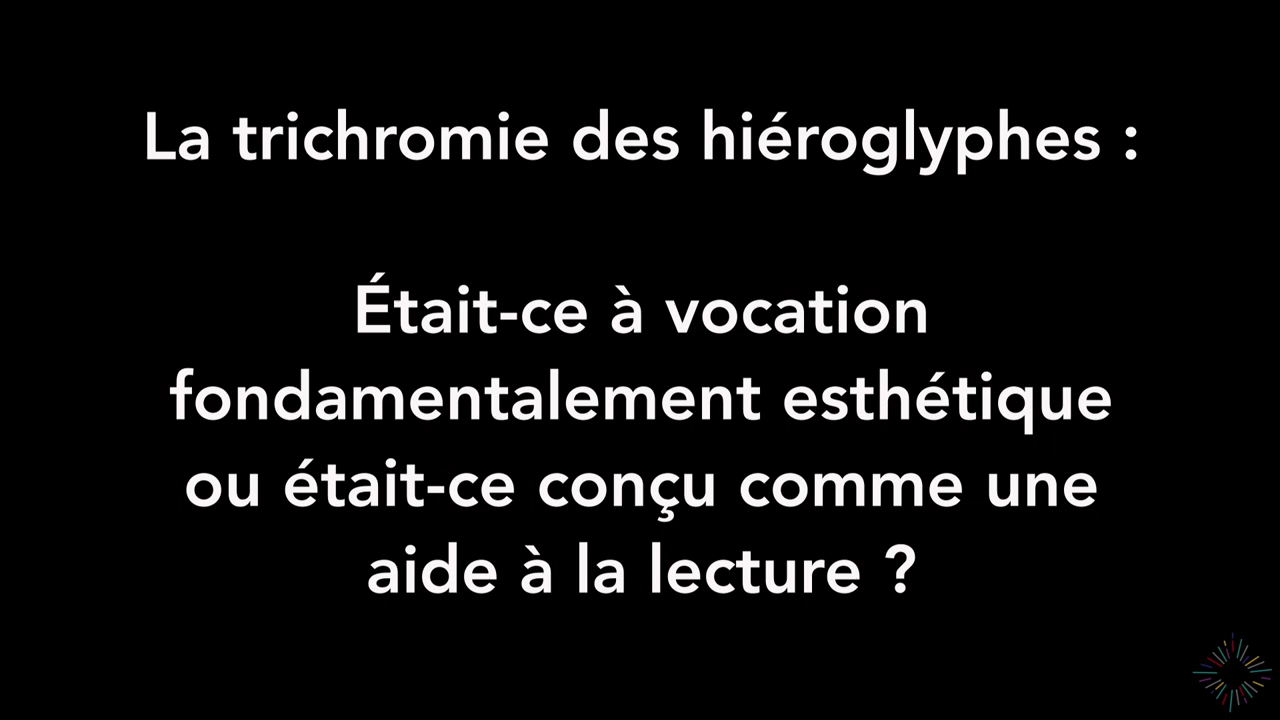 La trichromie des hiéroglyphes :
Était-ce à vocation
fondamentalement esthétique
ou était-ce conçu comme une
aide à la lecture ?